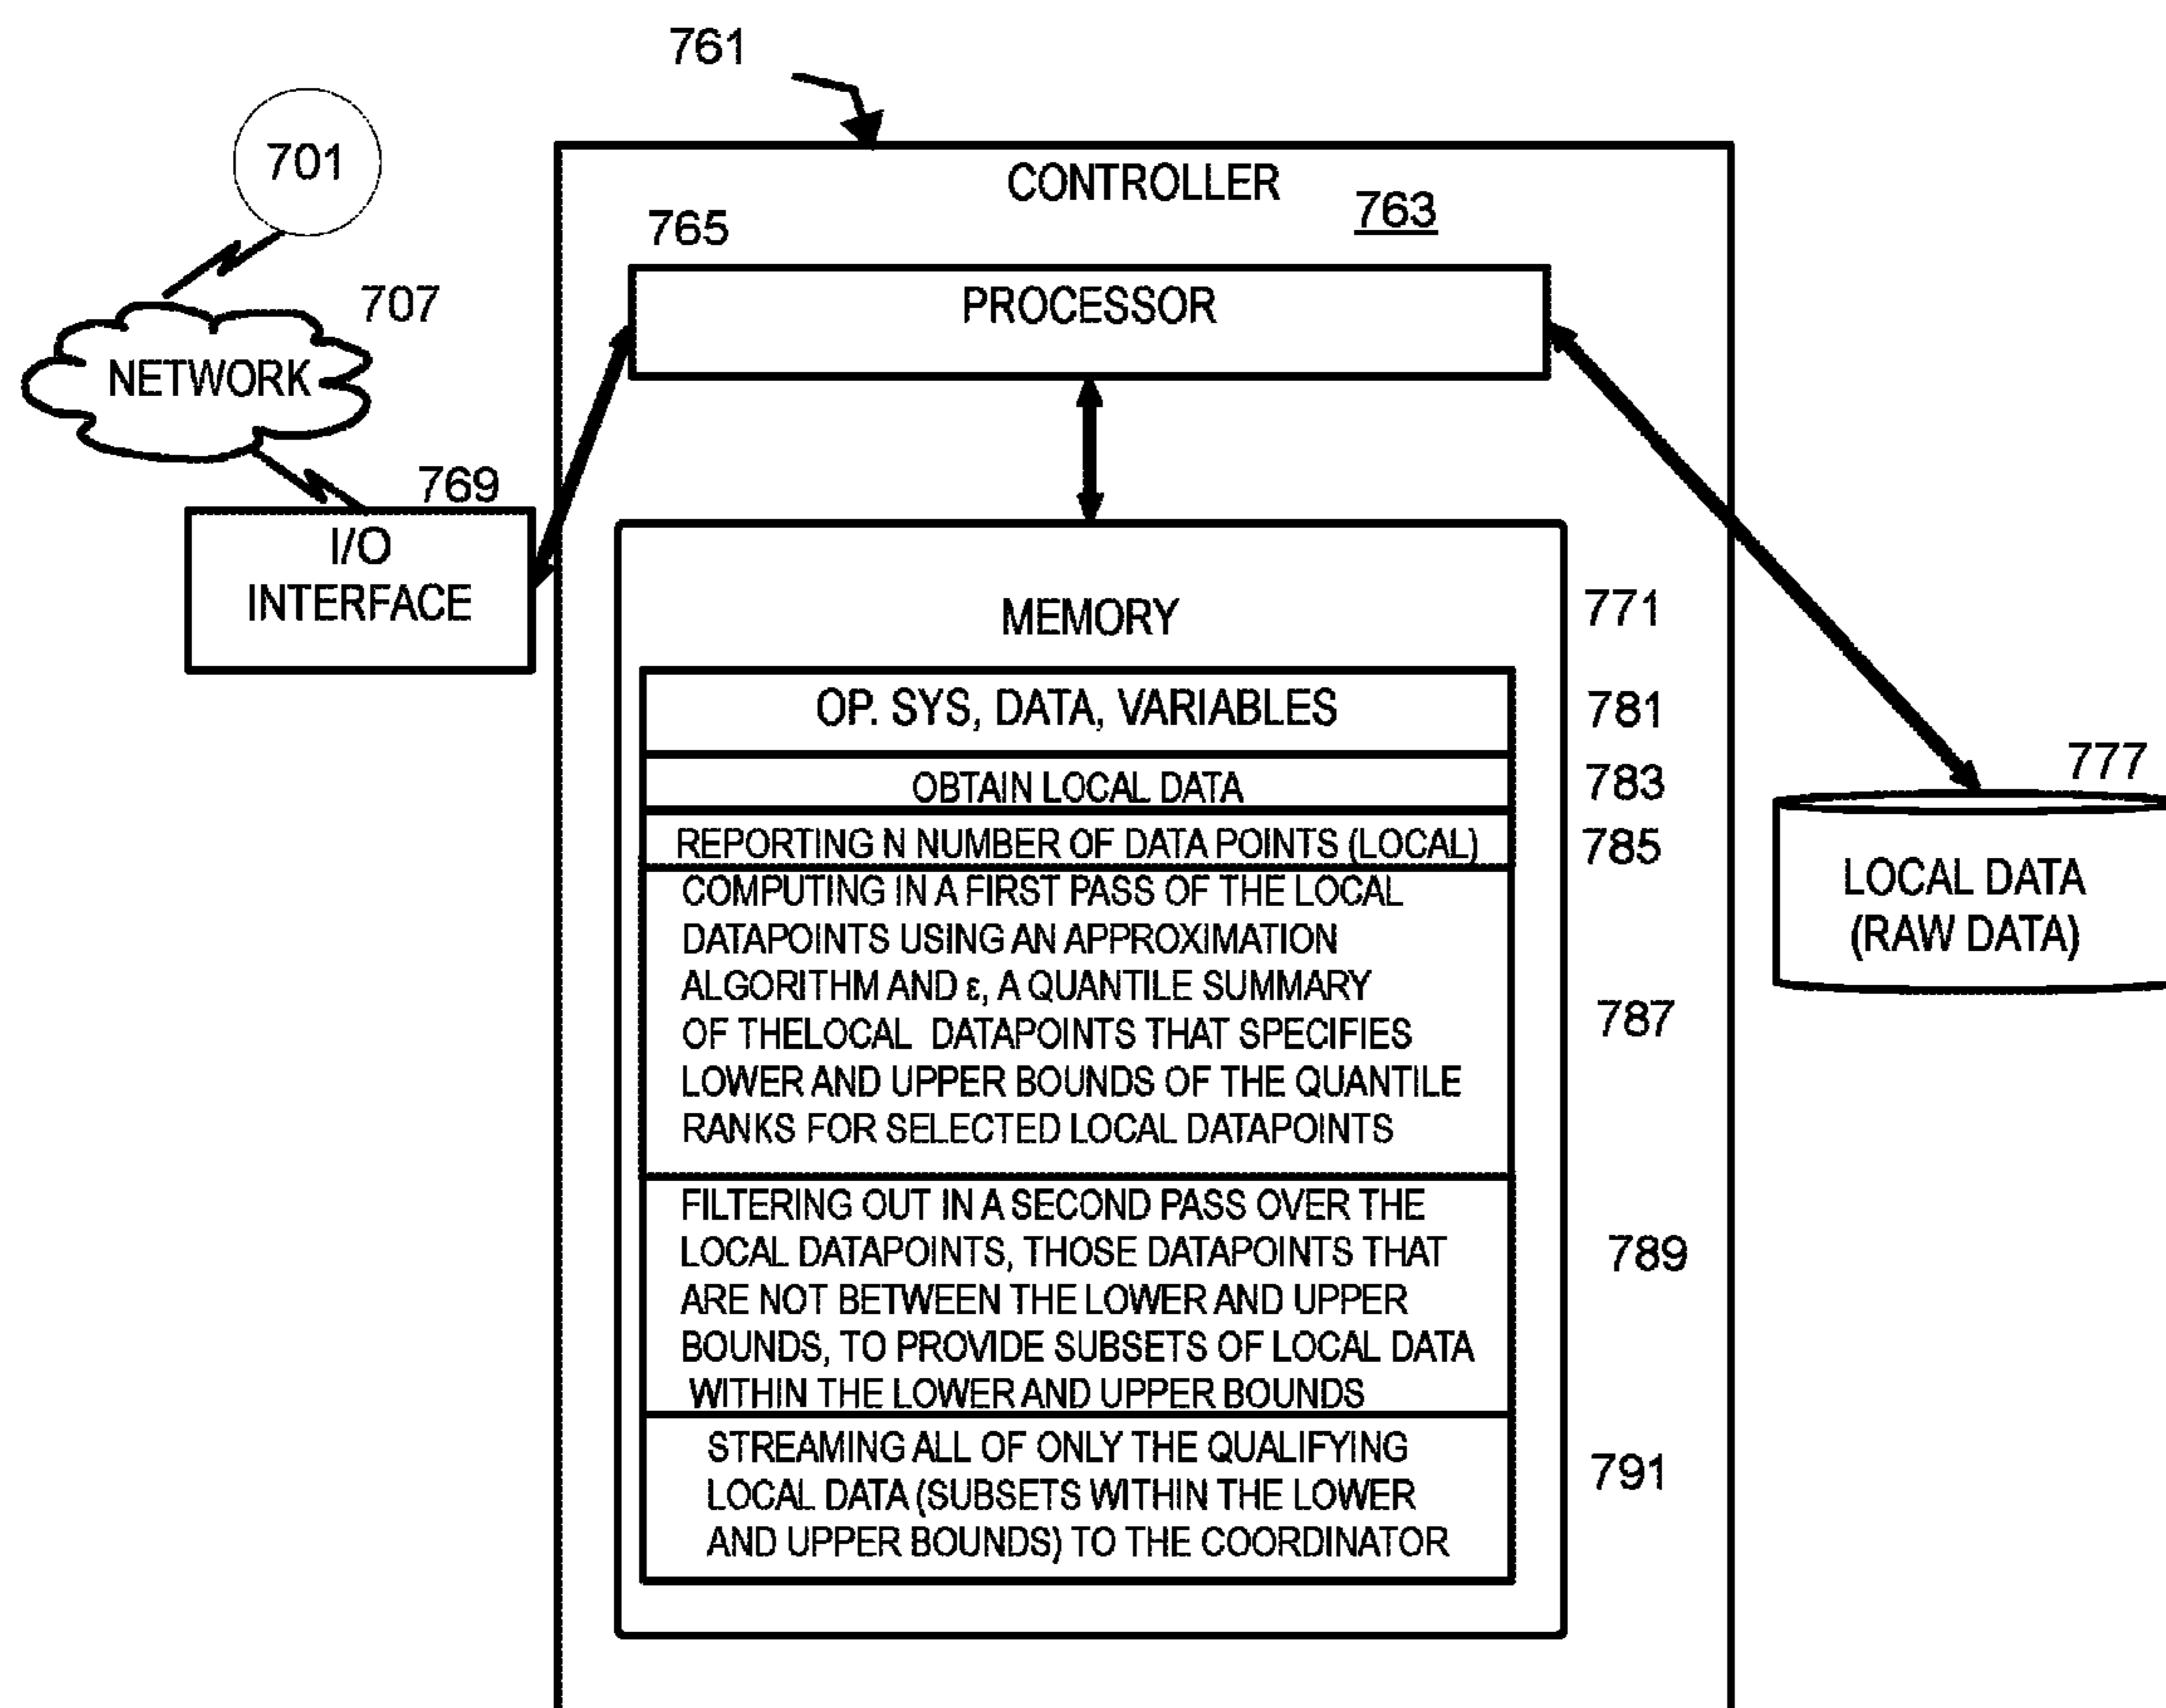 761
701
CONTROLLER
763
765
PROCESSOR
707
NETWORK
769
I/O
INTERFACE
MEMORY
771
OP. SYS, DATA, VARIABLES
781
OBTAIN LOCAL DATA
783
REPORTING N NUMBER OF DATA POINTS (LOCAL)
785
COMPUTING IN A FIRST PASS OF THE LOCAL
DATAPOINTS USING AN APPROXIMATION
ALGORITHM AND ε, A QUANTILE SUMMARY
OF THELOCAL DATAPOINTS THAT SPECIFIES
LOWER AND UPPER BOUNDS OF THE QUANTILE
RANKS FOR SELECTED LOCAL DATAPOINTS
787
FILTERING OUT IN A SECOND PASS OVER THE
LOCAL DATAPOINTS, THOSE DATAPOINTS THAT
ARE NOT BETWEEN THE LOWER AND UPPER
BOUNDS, TO PROVIDE SUBSETS OF LOCAL DATA
WITHIN THE LOWER AND UPPER BOUNDS
789
STREAMING ALL OF ONLY THE QUALIFYING
LOCAL DATA (SUBSETS WITHIN THE LOWER
AND UPPER BOUNDS) TO THE COORDINATOR
791
777
LOCAL DATA
(RAW DATA)